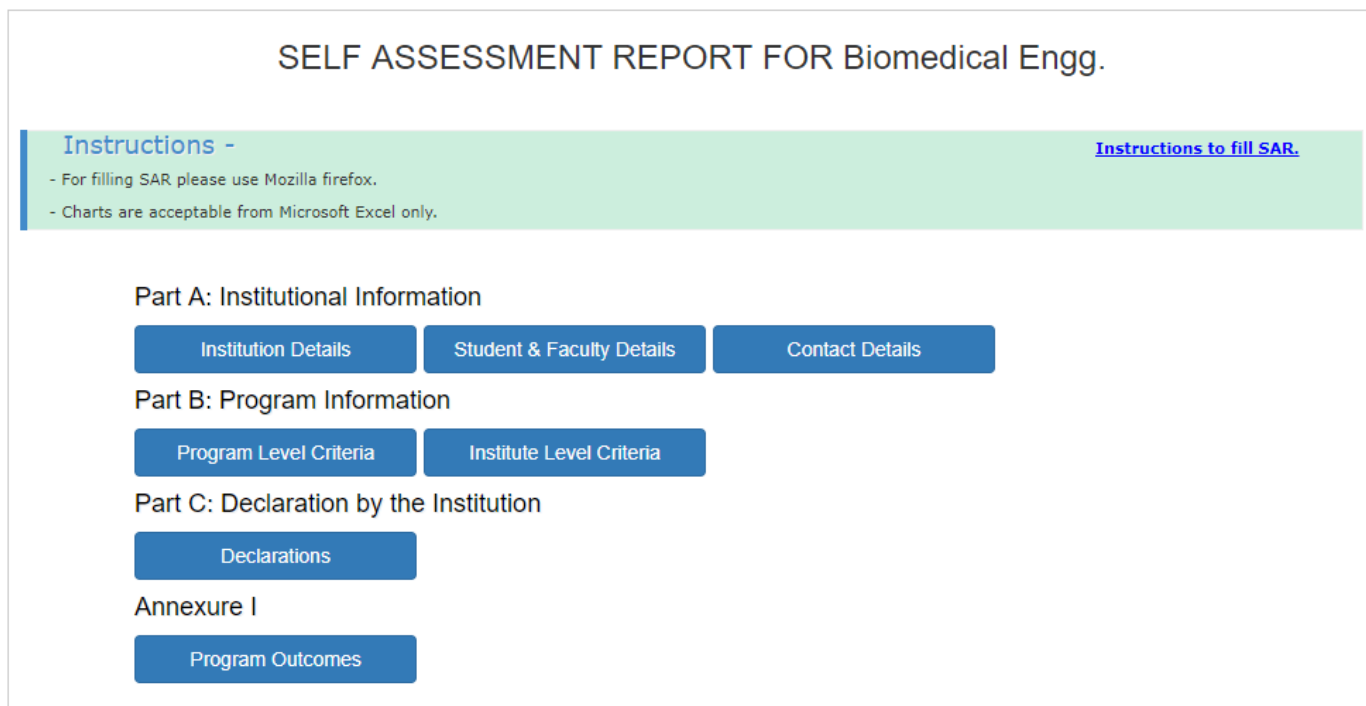 SELF ASSESSMENT REPORT FOR Biomedical Engg.
Instructions -
Instructions to fill SAR.
- For filling SAR please use Mozilla firefox.
- Charts are acceptable from Microsoft Excel only.
Part A: Institutional Information
Institution Details
Student & Faculty Details
Contact Details
Part B: Program Information
Program Level Criteria
Institute Level Criteria
Part C: Declaration by the Institution
Declarations
Annexure I
Program Outcomes